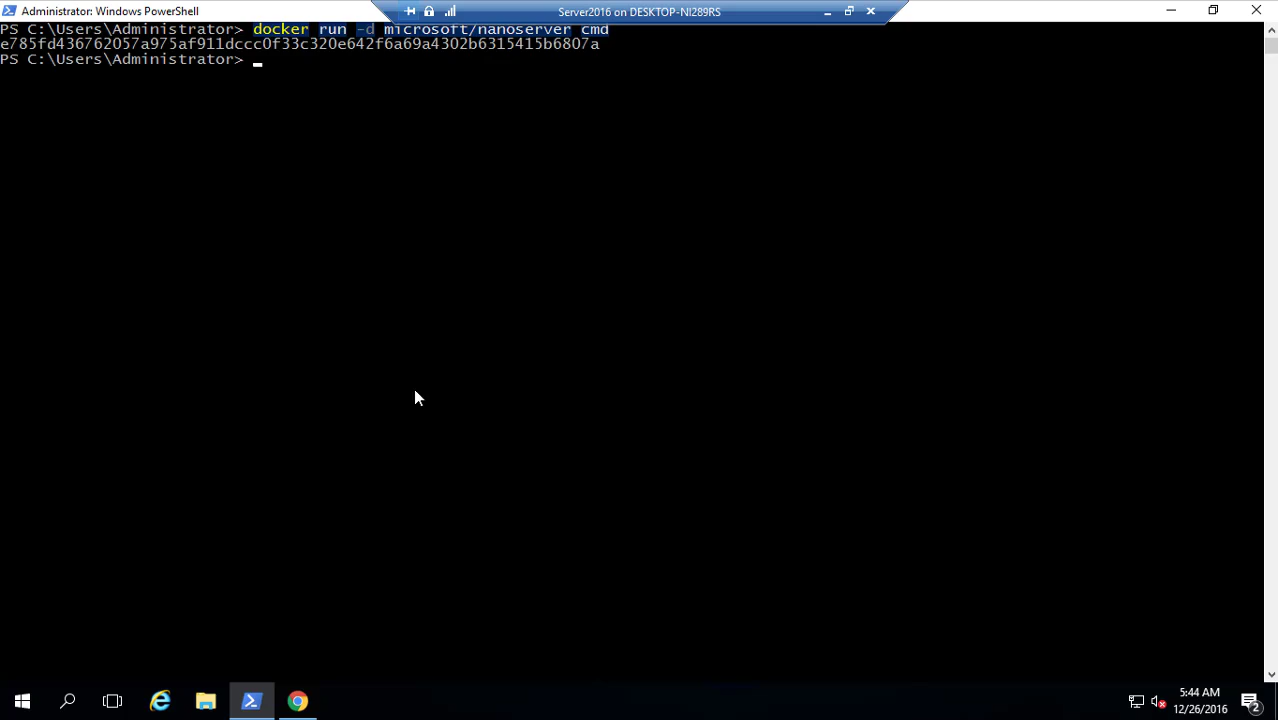 Administrator: Windows PowerShell
Server2016 on DESKTOP-NI289RS
PS C:\Users\Administrator> docker run -d microsoft/nanoserver cmd
e785fd436762057a975af911dccc0f33c320e642f6a69a4302b6315415b6807a
PS C:\Users\Administrator>
5:44 AM
12/26/2016
2